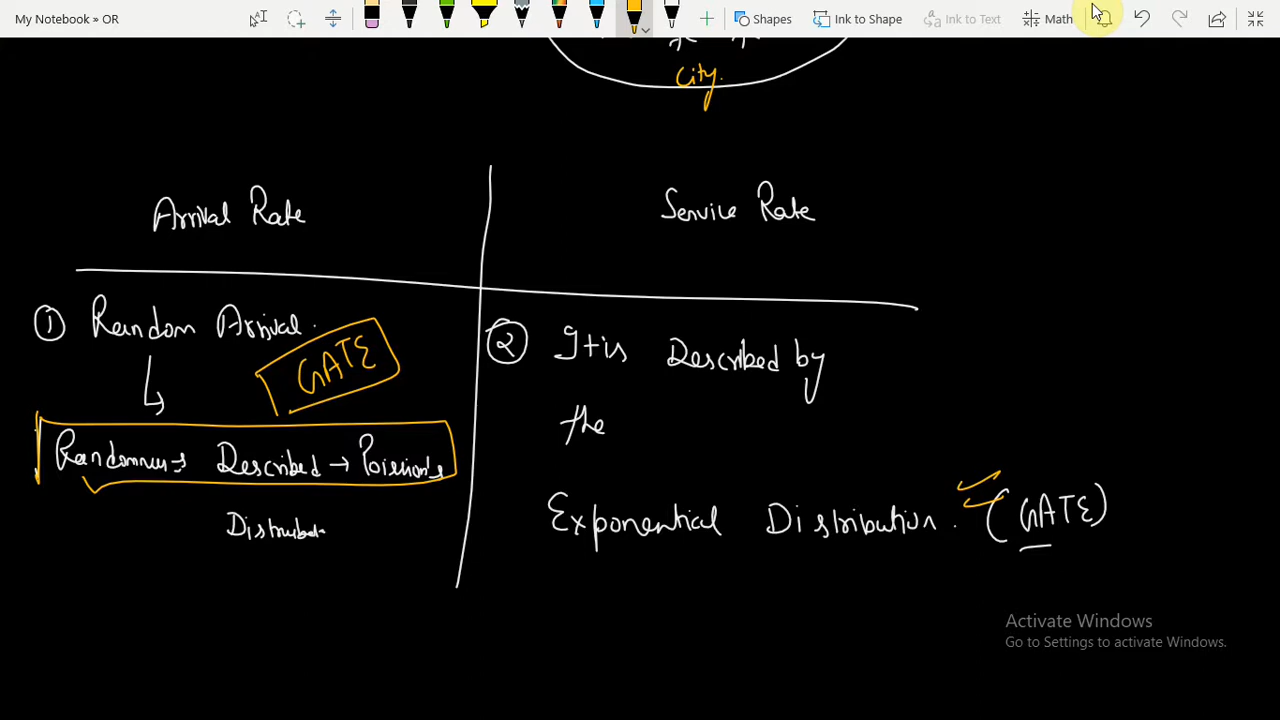 My Notebook » OR
Shapes
Ink to Shape
Ink to Text
Math
City.
Arrival Rate
Service Rate
① Random Arrival.
GATE
Randomness Described → Poission's
Distribut
② It is Described by
the
Exponential Distribution. (GATE)
Activate Windows
Go to Settings to activate Windows.